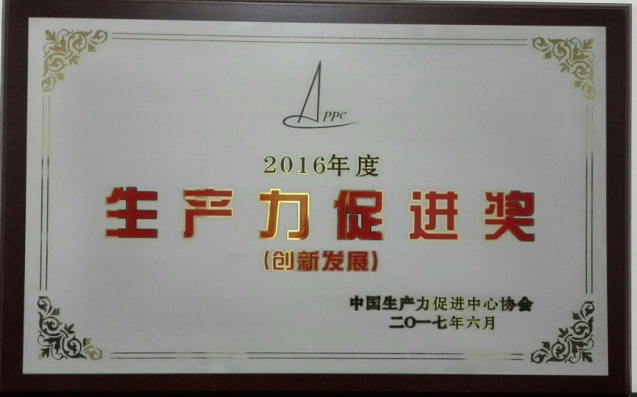 PPC
2016年度
生产力促进奖
(创新发展)
中国生产力促进中心协会
二〇一七年六月